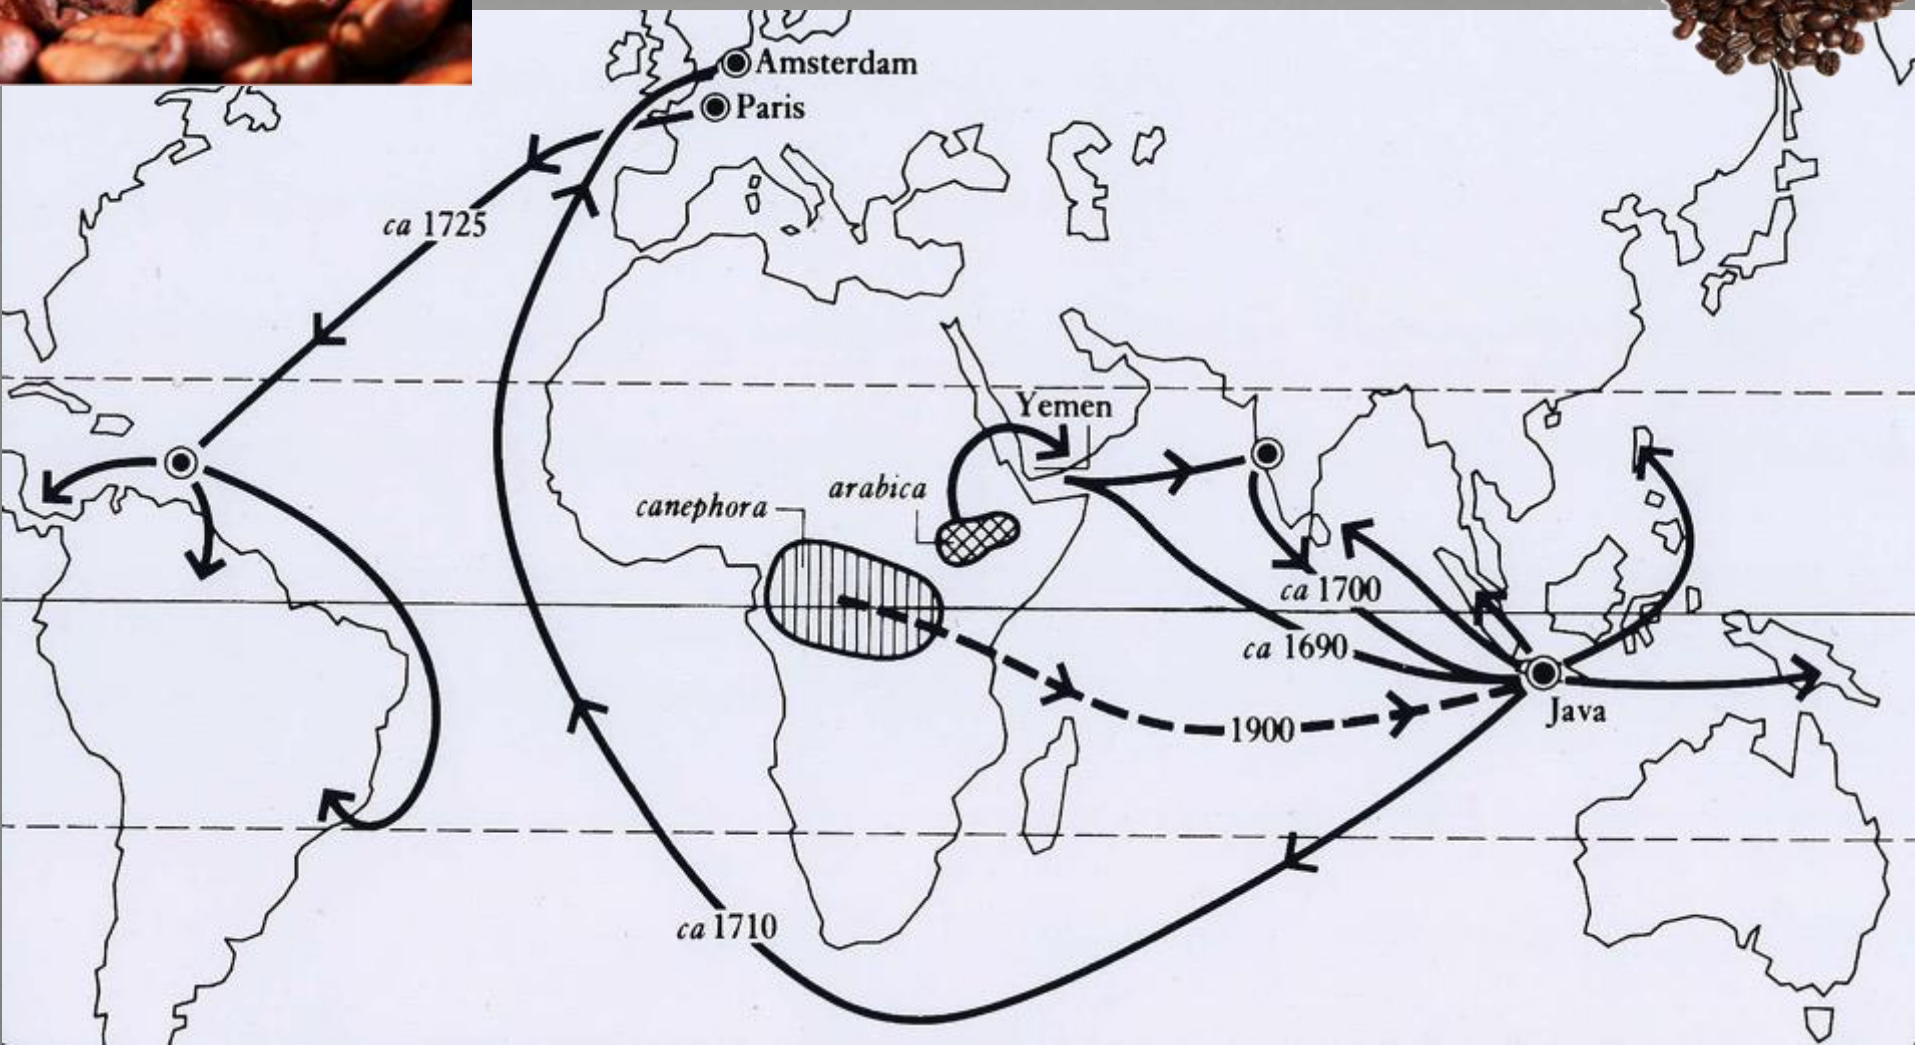 Amsterdam
Paris
ca 1725
Yemen
arabica
canephora
ca 1700
ca 1690
Java
1900
ca 1710